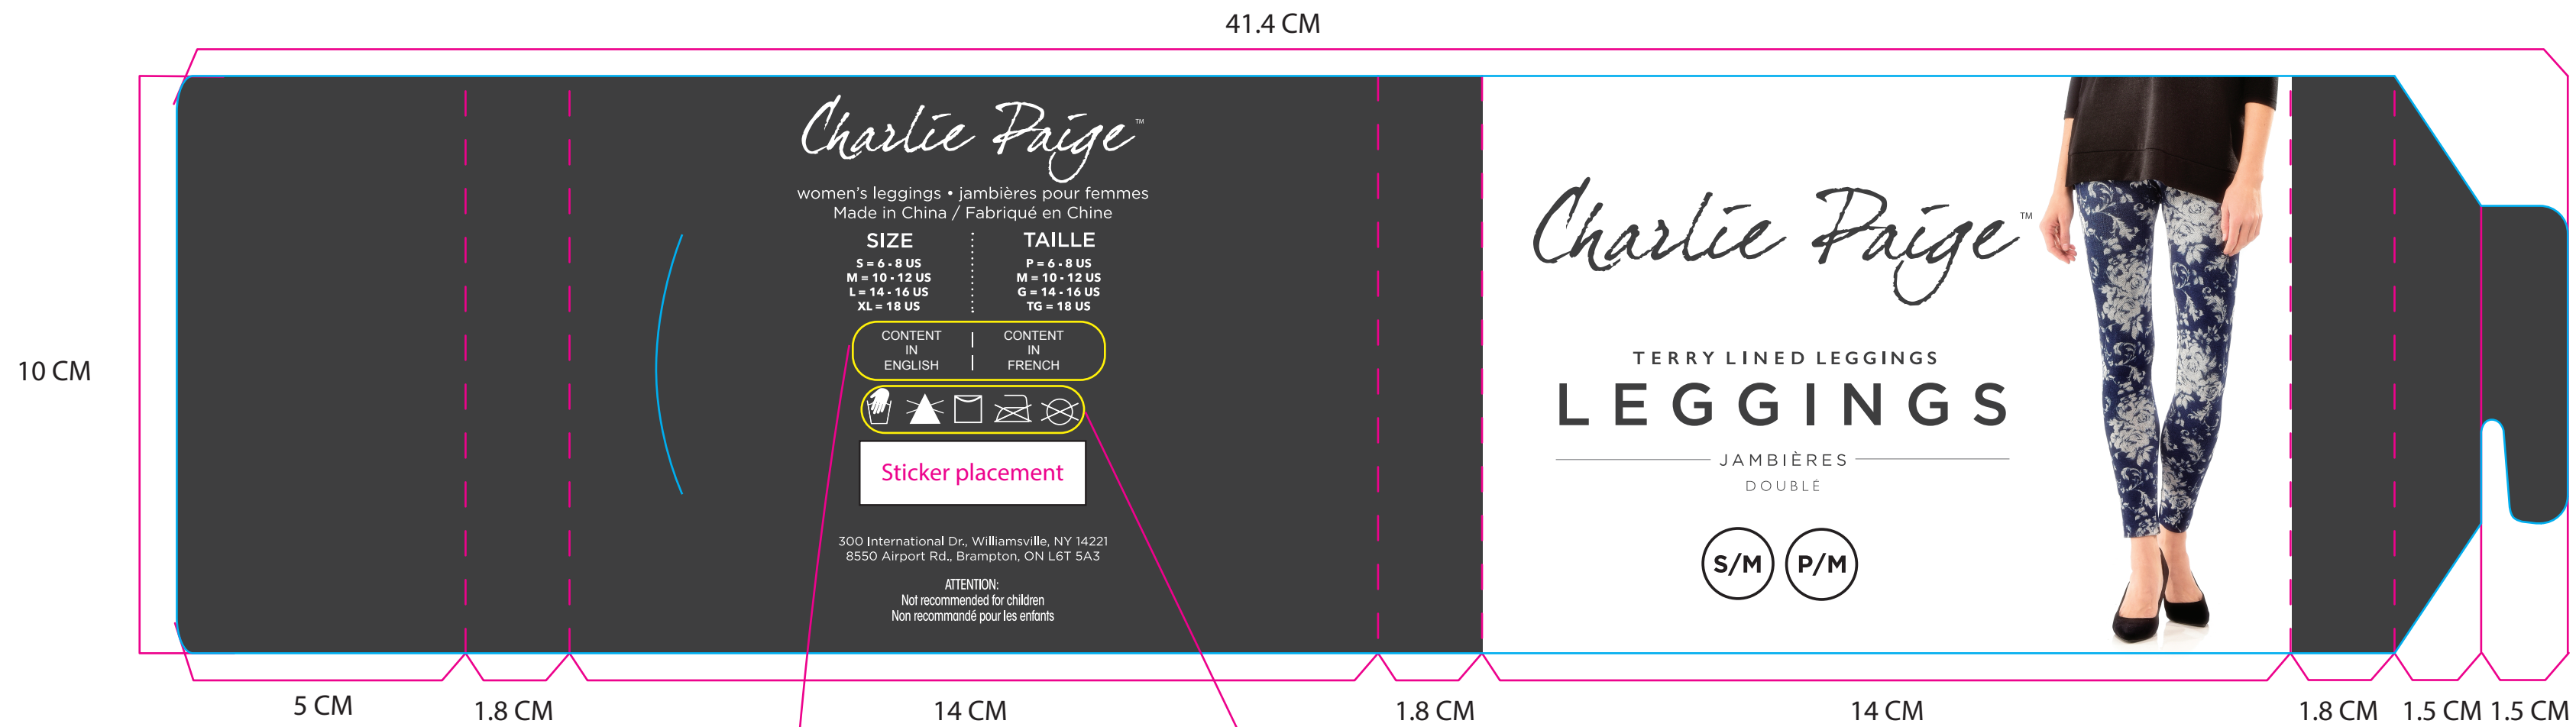 41.4 CM
10 CM
Charlie Paige™
women's leggings • jambières pour femmes
Made in China / Fabriqué en Chine
SIZE
S = 6 - 8 US
M = 10 - 12 US
L = 14 - 16 US
XL = 18 US
TAILLE
P = 6 - 8 US
M = 10 - 12 US
G = 14 - 16 US
TG = 18 US
CONTENT
IN
ENGLISH
CONTENT
IN
FRENCH
Sticker placement
300 International Dr., Williamsville, NY 14221
8550 Airport Rd., Brampton, ON L6T 5A3
ATTENTION:
Not recommended for children
Non recommandé pour les enfants
Charlie Paige™
TERRY LINED LEGGINGS
LEGGINGS
JAMBIÈRES
DOUBLÉ
S/M P/M
5 CM 1.8 CM 14 CM 1.8 CM 14 CM 1.8 CM 1.5 CM 1.5 CM